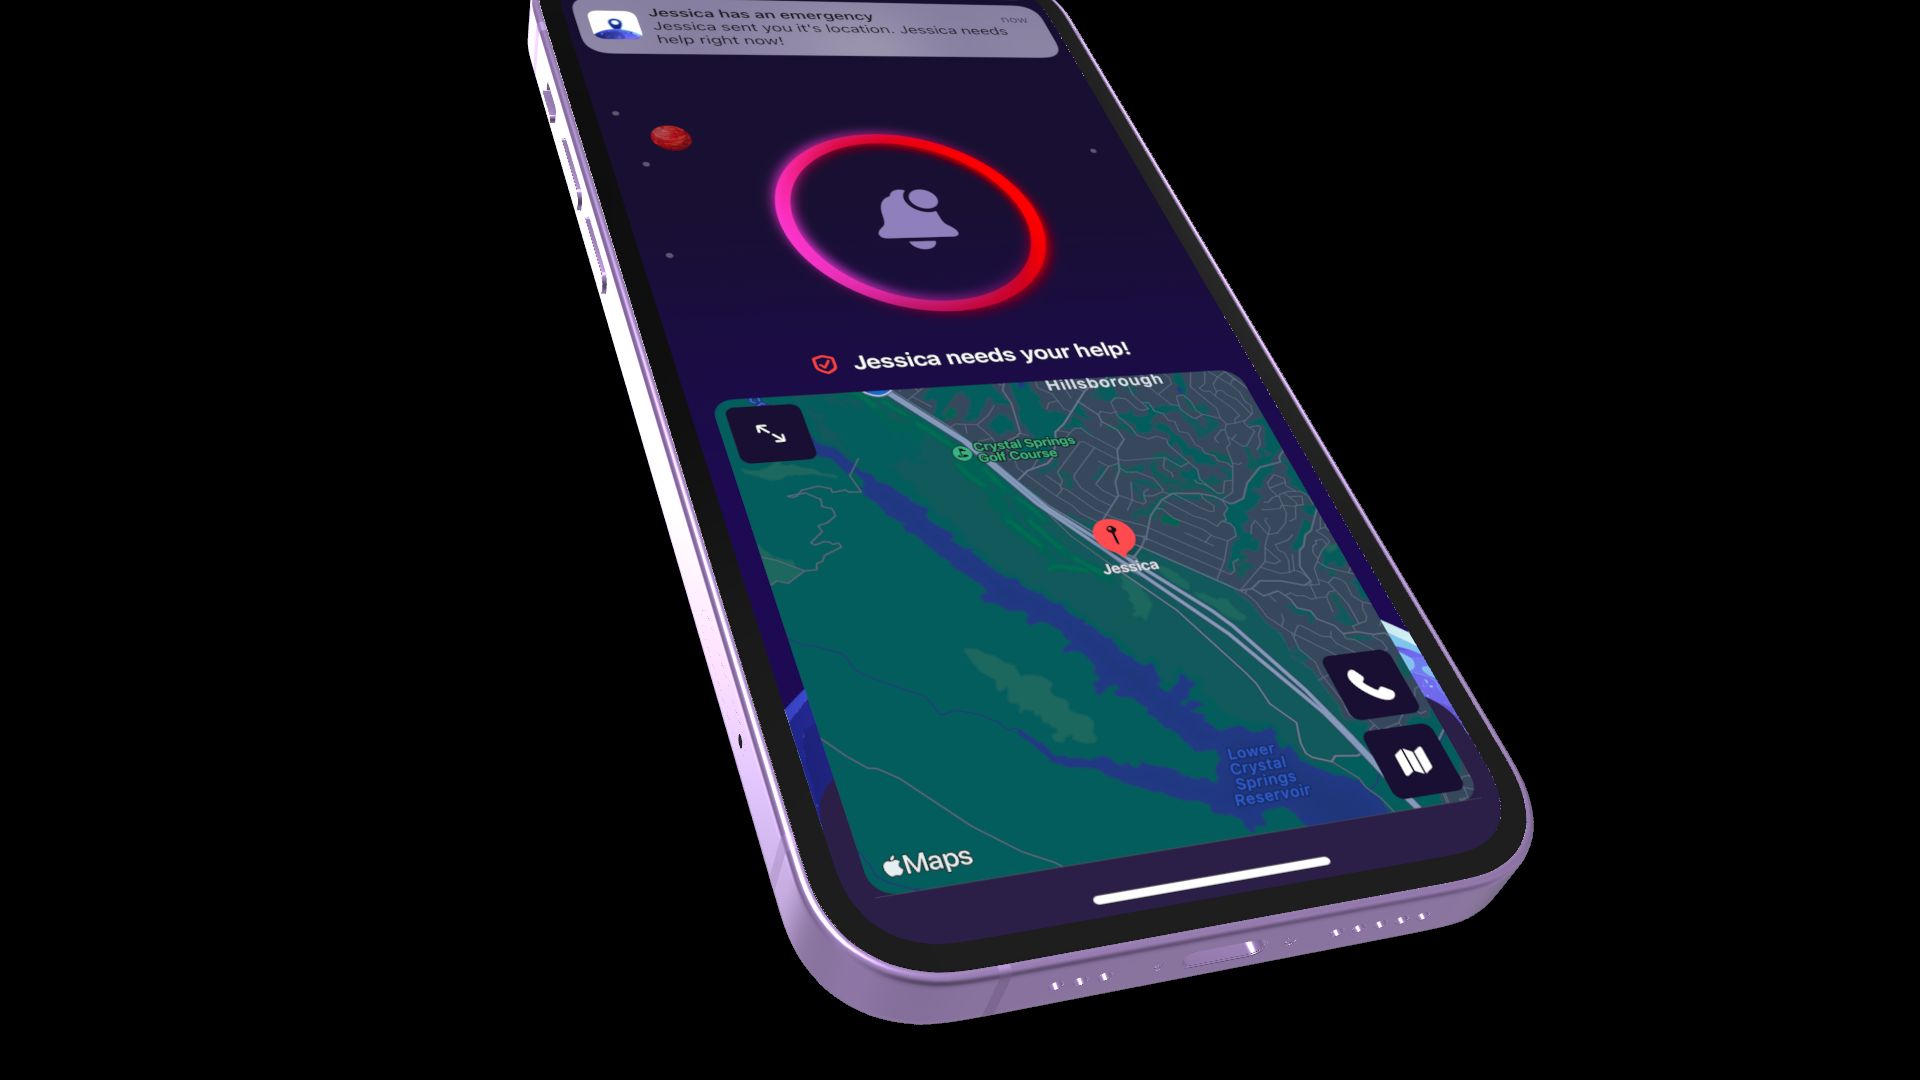 Jessica has an emergency
now
Jessica sent you it's location. Jessica needs
help right now!
Jessica needs your help!
Hillsborough
Crystal Springs
Golf Course
Jessica
Lower
Crystal
Springs
Reservoir
Maps